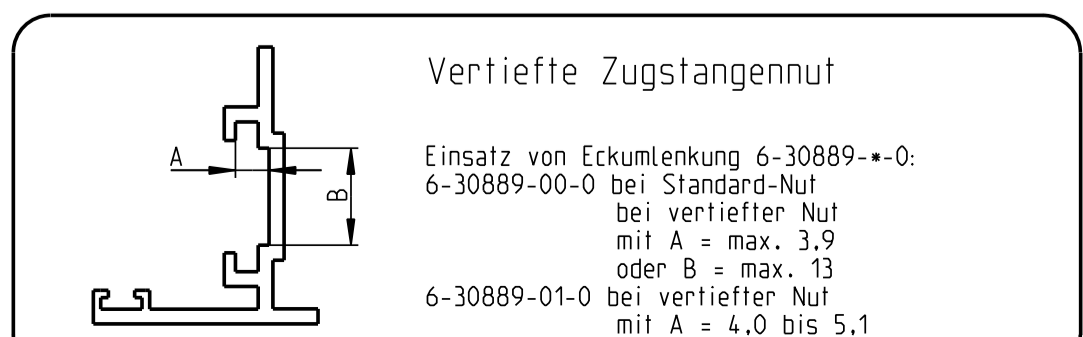 Vertiefte Zugstangennut
A
B
Einsatz von Eckumlenkung 6-30889-*-0:
6-30889-00-0 bei Standard-Nut
bei vertiefter Nut
mit A = max. 3,9
oder B = max. 13
6-30889-01-0 bei vertiefter Nut
mit A = 4,0 bis 5,1